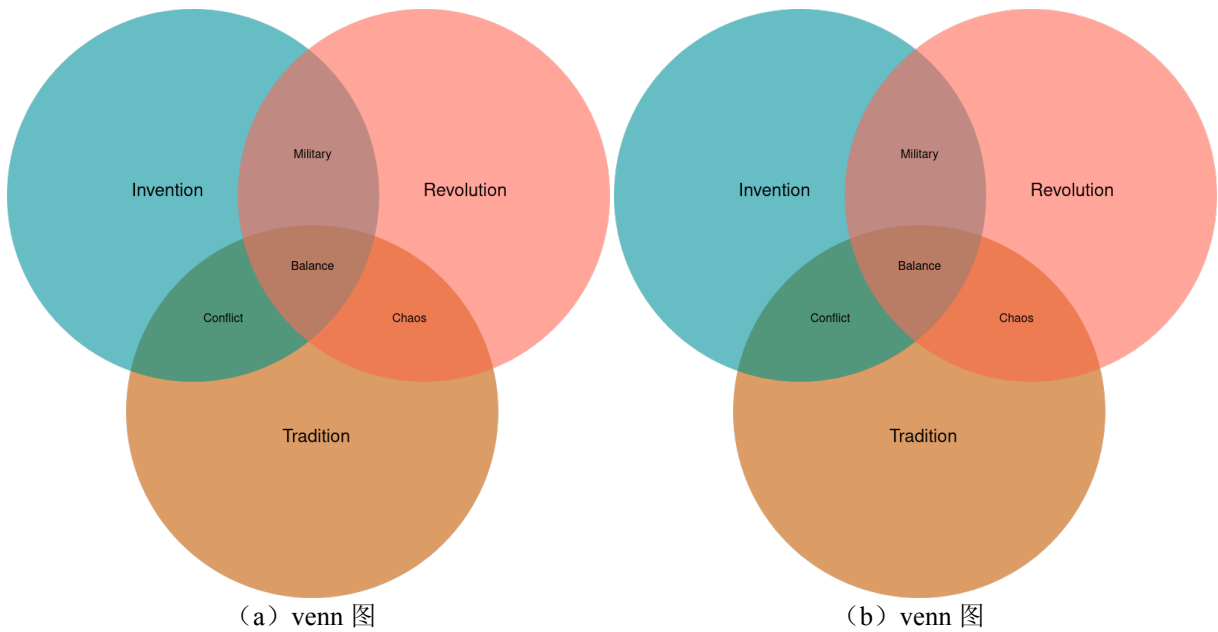 Military
Invention
Revolution
Balance
Conflict
Chaos
Tradition
（a）venn 图
Military
Invention
Revolution
Balance
Conflict
Chaos
Tradition
（b）venn 图